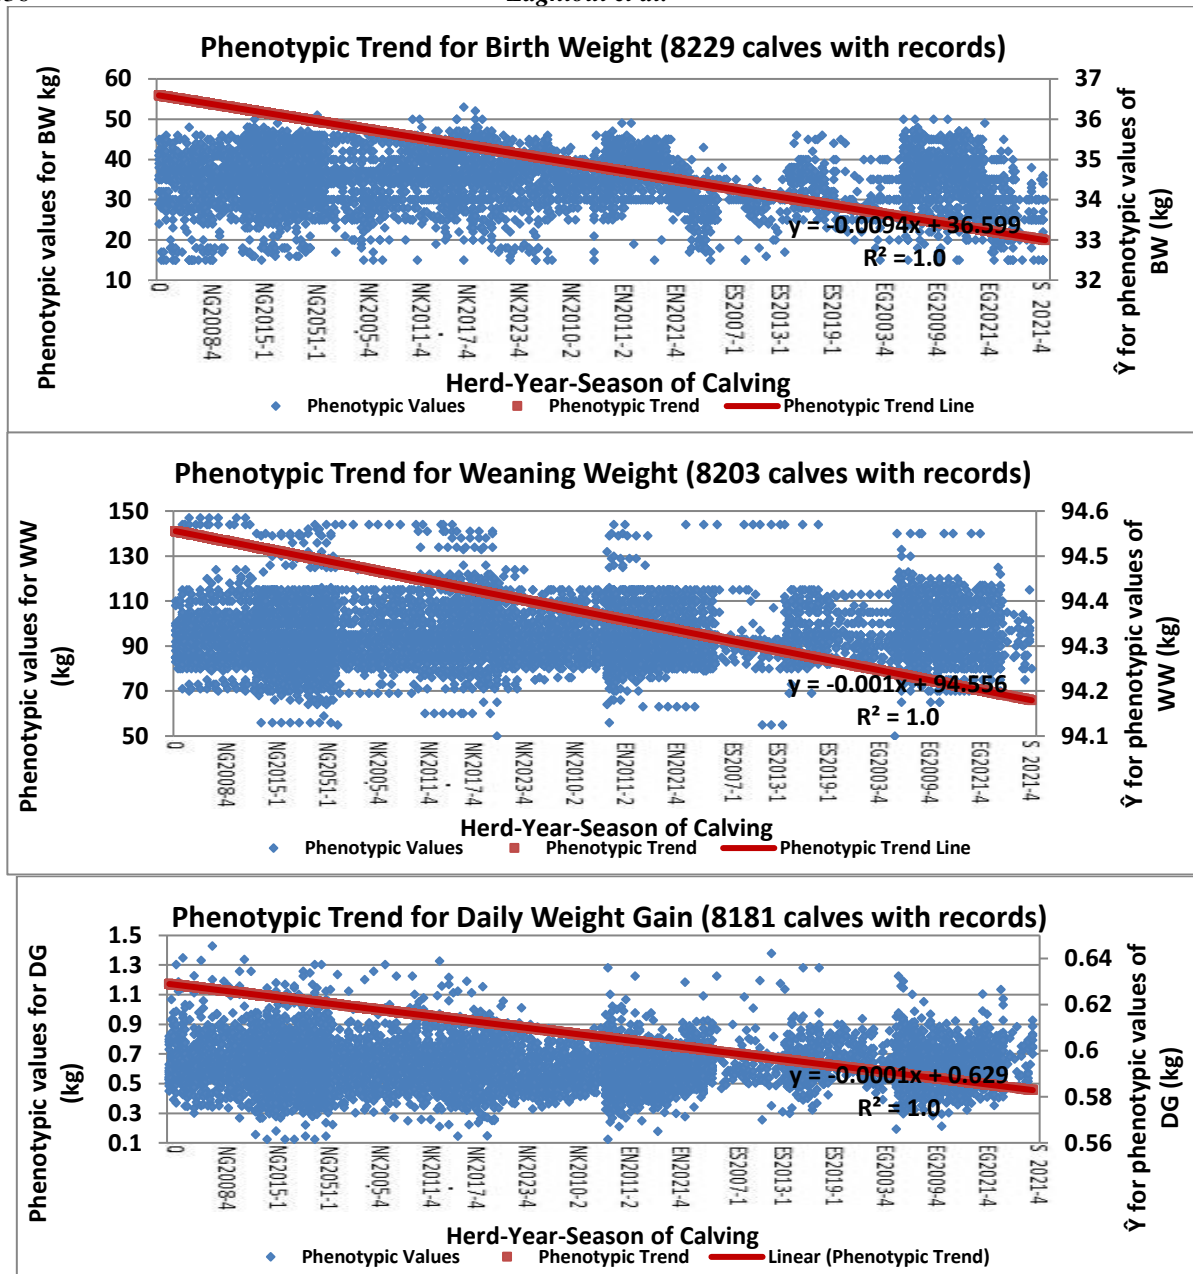 Phenotypic Trend for Birth Weight (8229 calves with records)
Phenotypic values for BW kg)
60
50
40
30
20
10
37
36
35
34
33
32
Ŷ for phenotypic values of
BW (kg)
y = -0.0094x + 36.599
R² = 1.0
0
NG2008-4
NG2015-1
NG2051-1
NK2005-4
NK2011-4
NK2017-4
NK2023-4
NK2010-2
EN2011-2
EN2021-4
ES2007-1
ES2013-1
ES2019-1
EG2003-4
EG2009-4
EG2021-4
S 2021-4
Herd-Year-Season of Calving
Phenotypic Values Phenotypic Trend Phenotypic Trend Line
Phenotypic Trend for Weaning Weight (8203 calves with records)
Phenotypic values for WW
(kg)
150
130
110
90
70
50
94.6
94.5
94.4
94.3
94.2
94.1
Ŷ for phenotypic values of
WW (kg)
y = -0.001x + 94.556
R² = 1.0
0
NG2008-4
NG2015-1
NG2051-1
NK2005-4
NK2011-4
NK2017-4
NK2023-4
NK2010-2
EN2011-2
EN2021-4
ES2007-1
ES2013-1
ES2019-1
EG2003-4
EG2009-4
EG2021-4
S 2021-4
Herd-Year-Season of Calving
Phenotypic Values Phenotypic Trend Phenotypic Trend Line
Phenotypic Trend for Daily Weight Gain (8181 calves with records)
Phenotypic values for DG
(kg)
1.5
1.3
1.1
0.9
0.7
0.5
0.3
0.1
0.64
0.62
0.6
0.58
0.56
Ŷ for phenotypic values of
DG (kg)
y = -0.0001x + 0.629
R² = 1.0
0
NG2008-4
NG2015-1
NG2051-1
NK2005-4
NK2011-4
NK2017-4
NK2023-4
NK2010-2
EN2011-2
EN2021-4
ES2007-1
ES2013-1
ES2019-1
EG2003-4
EG2009-4
EG2021-4
S 2021-4
Herd-Year-Season of Calving
Phenotypic Values Phenotypic Trend Linear (Phenotypic Trend)